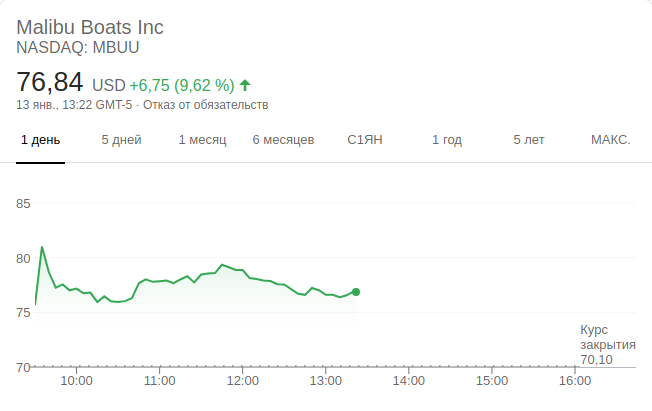 Malibu Boats Inc
NASDAQ: MBUU
76,84 USD +6,75 (9,62 %)
13 янв., 13:22 GMT-5 · Отказ от обязательств
1 день 5 дней 1 месяц 6 месяцев С1ЯН 1 год 5 лет МАКС.
85
80
75
Курс
закрытия
70,10
70
10:00 11:00 12:00 13:00 14:00 15:00 16:00